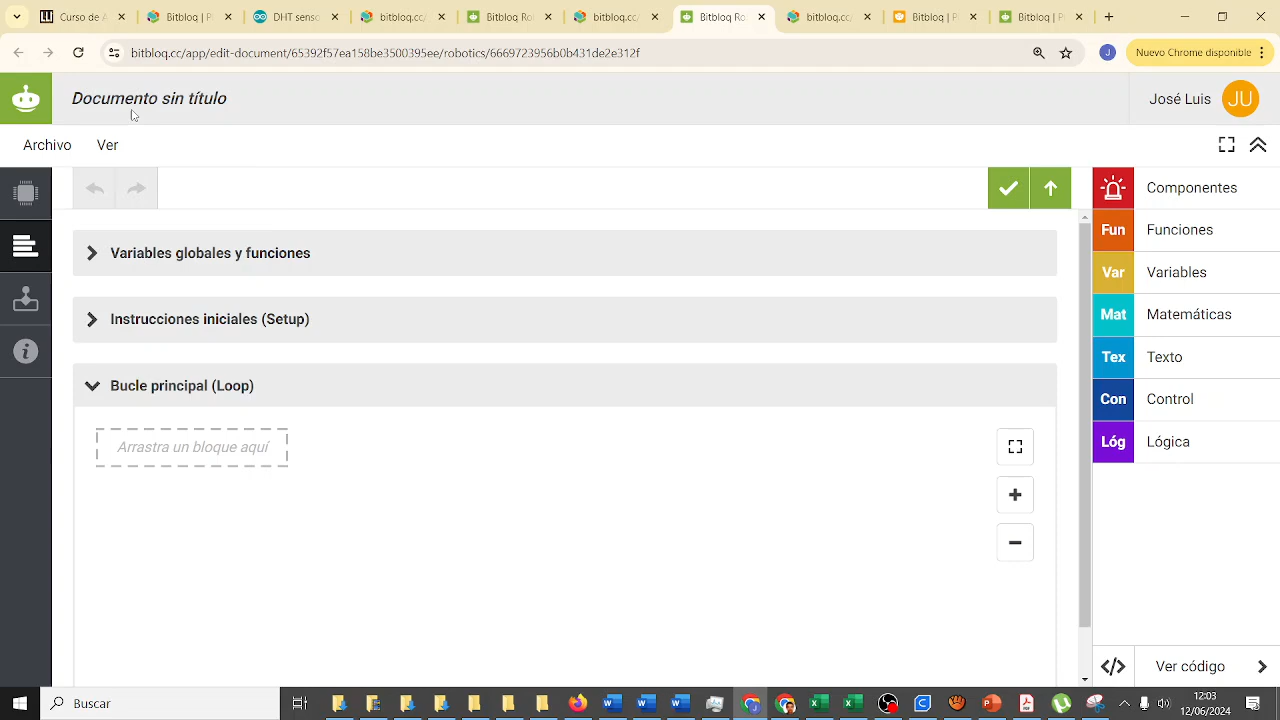 Curso de A
Bitbloq | P
DHT senso
bitbloq.cc/
Bitbloq Ro
bitbloq.cc/
Bitbloq Ro
bitbloq.cc/
Bitbloq | P
Bitbloq | P
bitbloq.cc/app/edit-document/65392f57ea158be3500395ee/robotics/6669723956b0b431de2e312f
J
Nuevo Chrome disponible
Documento sin título
José Luis
JU
Archivo
Ver
Componentes
Fun
Funciones
Variables globales y funciones
Var
Variables
Mat
Matemáticas
Instrucciones iniciales (Setup)
Tex
Texto
Bucle principal (Loop)
Con
Control
Arrastra un bloque aquí
Lóg
Lógica
Ver código
Buscar
12:03
12/06/2024